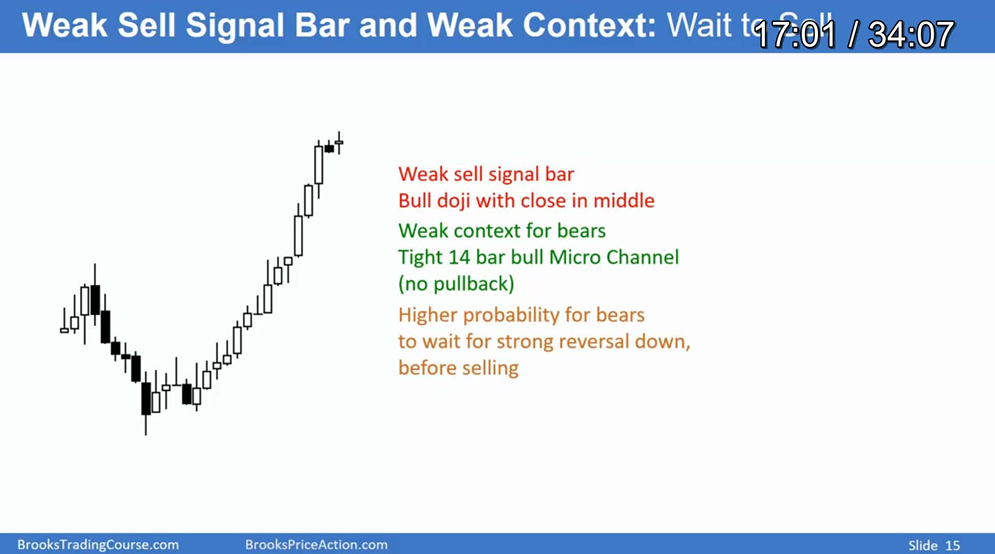 Weak Sell Signal Bar and Weak Context: Wait to Sell
17:01 / 34:07
Weak sell signal bar
Bull doji with close in middle
Weak context for bears
Tight 14 bar bull Micro Channel
(no pullback)
Higher probability for bears
to wait for strong reversal down,
before selling
BrooksTradingCourse.com
BrooksPriceAction.com
Slide 15